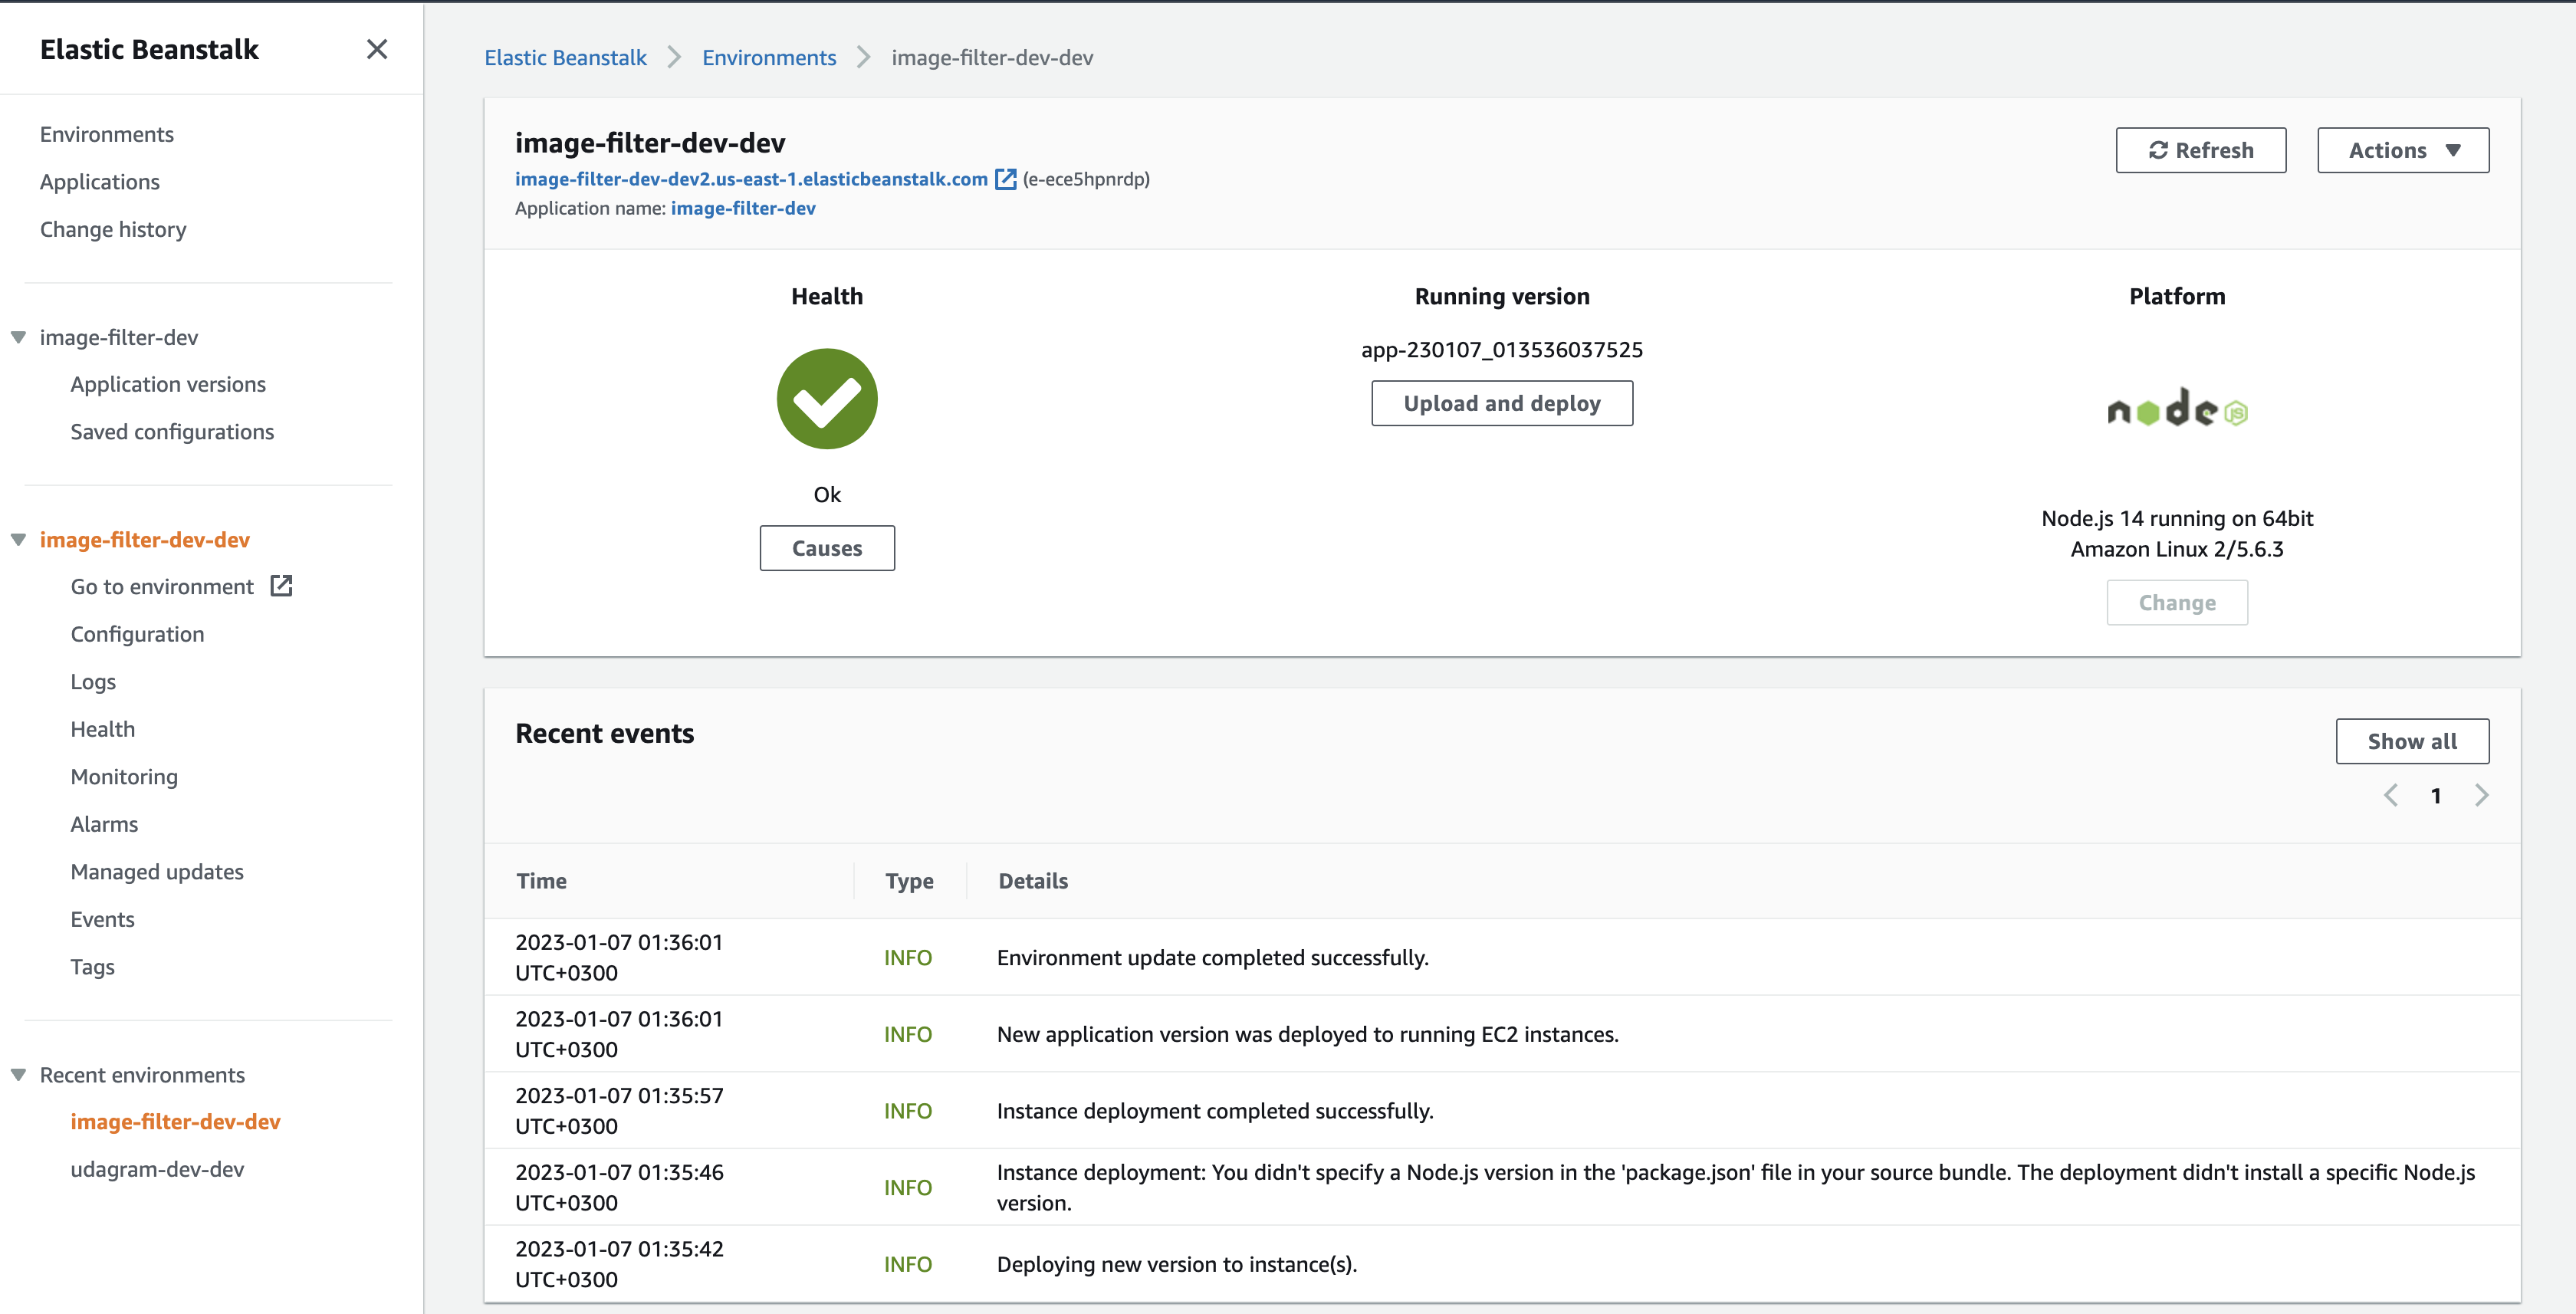 Elastic Beanstalk
Environments
Applications
Change history
image-filter-dev
Application versions
Saved configurations
image-filter-dev-dev
Go to environment
Configuration
Logs
Health
Monitoring
Alarms
Managed updates
Events
Tags
Recent environments
image-filter-dev-dev
udagram-dev-dev
Elastic Beanstalk > Environments > image-filter-dev-dev
image-filter-dev-dev
image-filter-dev-dev2.us-east-1.elasticbeanstalk.com (e-ece5hpnrdp)
Application name: image-filter-dev
Refresh
Actions
Health
Ok
Causes
Running version
app-230107_013536037525
Upload and deploy
Platform
node JS
Node.js 14 running on 64bit
Amazon Linux 2/5.6.3
Change
Recent events
Show all
1
Time Type Details
2023-01-07 01:36:01
UTC+0300
INFO
Environment update completed successfully.
2023-01-07 01:36:01
UTC+0300
INFO
New application version was deployed to running EC2 instances.
2023-01-07 01:35:57
UTC+0300
INFO
Instance deployment completed successfully.
2023-01-07 01:35:46
UTC+0300
INFO
Instance deployment: You didn't specify a Node.js version in the 'package.json' file in your source bundle. The deployment didn't install a specific Node.js
version.
2023-01-07 01:35:42
UTC+0300
INFO
Deploying new version to instance(s).